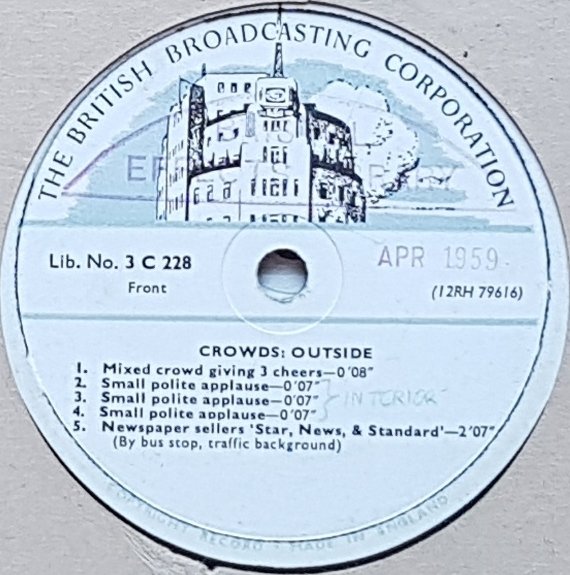 THE BRITISH BROADCASTING CORPORATION
Lib. No. 3 C 228
Front
APR 1959
(12RH 79616)
CROWDS: OUTSIDE
1. Mixed crowd giving 3 cheers—0'08"
2. Small polite applause—0'07"
3. Small polite applause—0'07" } INTERIOR
4. Small polite applause—0'07"
5. Newspaper sellers 'Star, News, & Standard'—2'07"
(By bus stop, traffic background)
COPYRIGHT RECORD · MADE IN ENGLAND